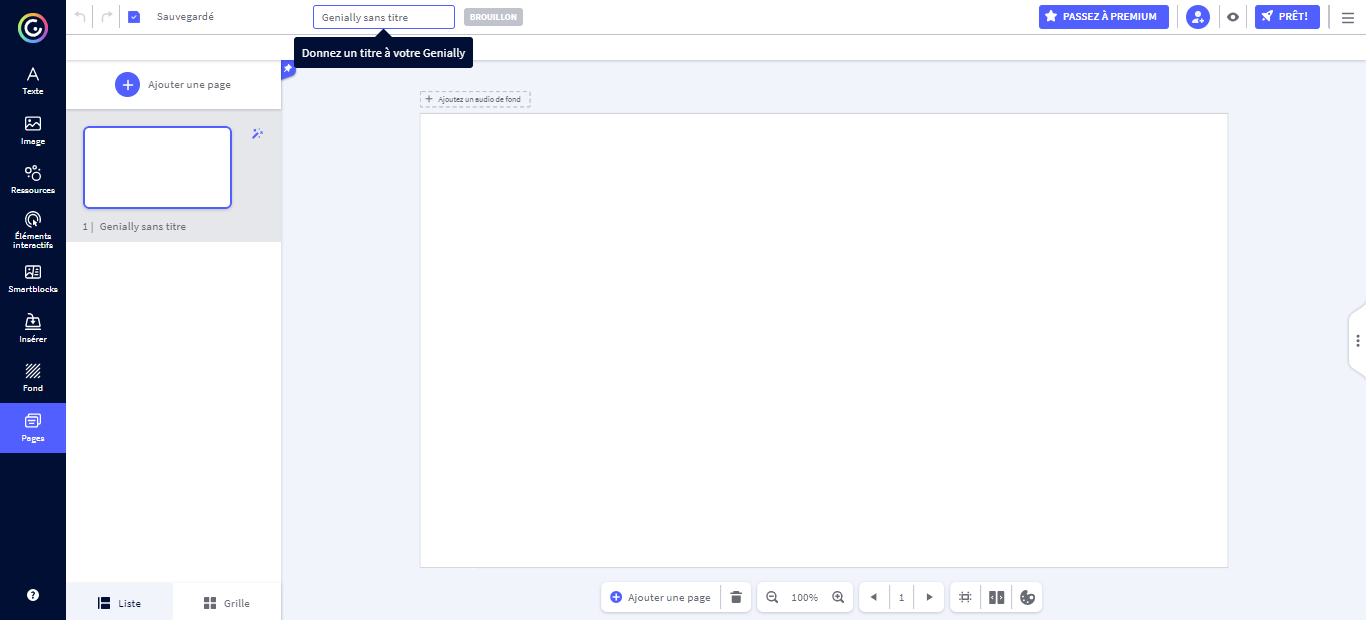 Sauvegardé
Genially sans titre
BROUILLON
PASSEZ À PREMIUM
PRÊT!
Donnez un titre à votre Genially
Texte
Image
Ressources
Éléments
interactifs
Smartblocks
Insérer
Fond
Pages
?
Ajouter une page
1 | Genially sans titre
Liste
Grille
+ Ajoutez un audio de fond
Ajouter une page
100%
1